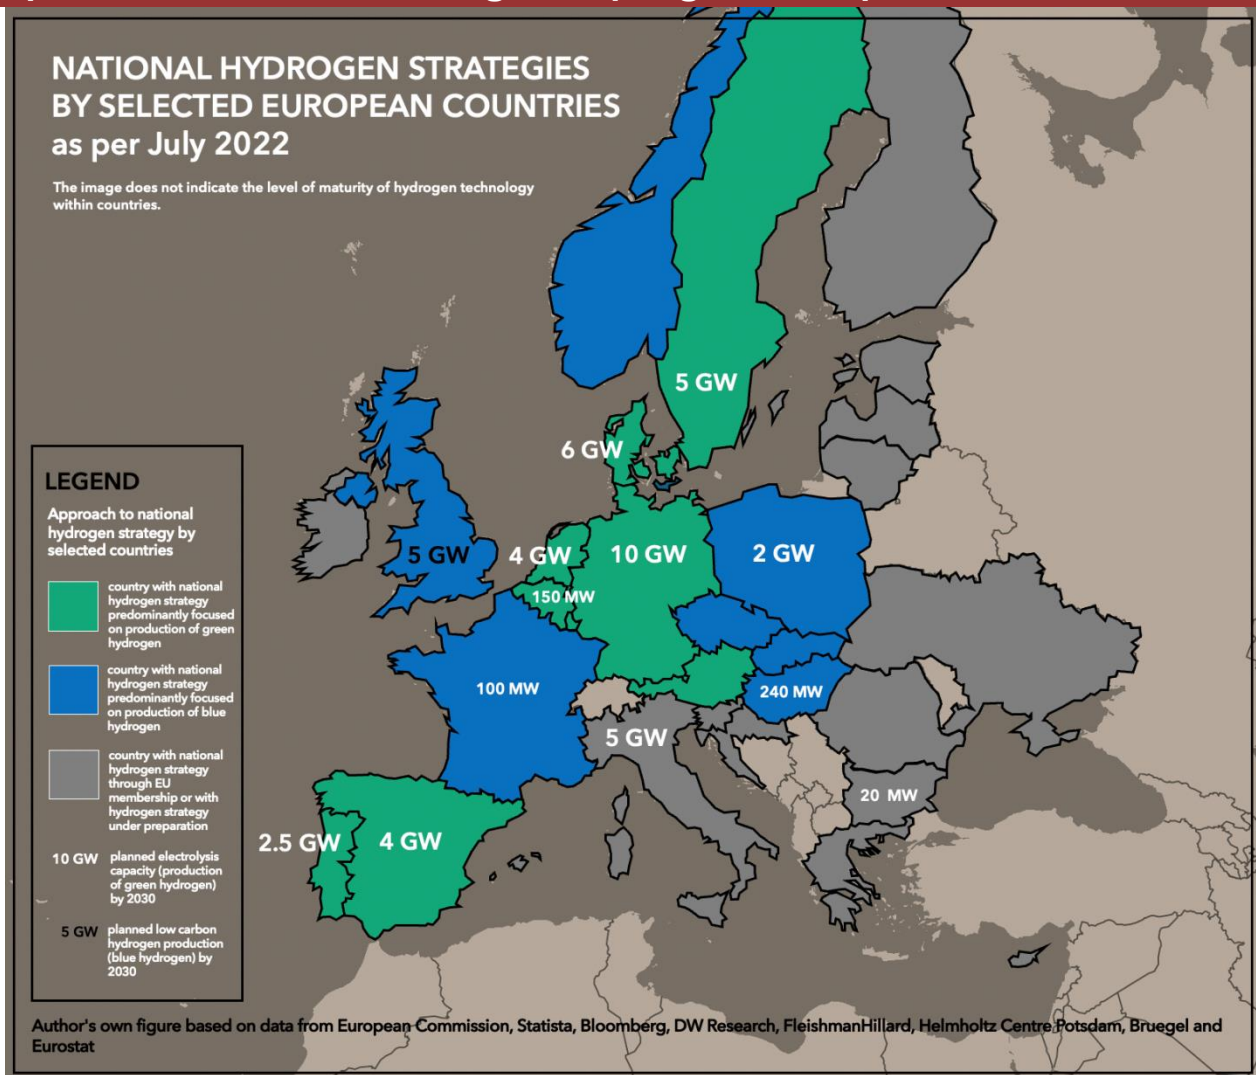 NATIONAL HYDROGEN STRATEGIES
BY SELECTED EUROPEAN COUNTRIES
as per July 2022
The image does not indicate the level of maturity of hydrogen technology
within countries.
5 GW
6 GW
5 GW
4 GW
10 GW
2 GW
150 MW
100 MW
240 MW
5 GW
20 MW
2.5 GW
4 GW
LEGEND
Approach to national
hydrogen strategy by
selected countries
country with national
hydrogen strategy
predominantly focused
on production of green
hydrogen
country with national
hydrogen strategy
predominantly focused
on production of blue
hydrogen
country with national
hydrogen strategy
through EU
membership or with
hydrogen strategy
under preparation
10 GW
planned electrolysis
capacity (production
of green hydrogen)
by 2030
5 GW
planned low carbon
hydrogen production
(blue hydrogen) by
2030
Author's own figure based on data from European Commission, Statista, Bloomberg, DW Research, FleishmanHillard, Helmholtz Centre Potsdam, Bruegel and
Eurostat